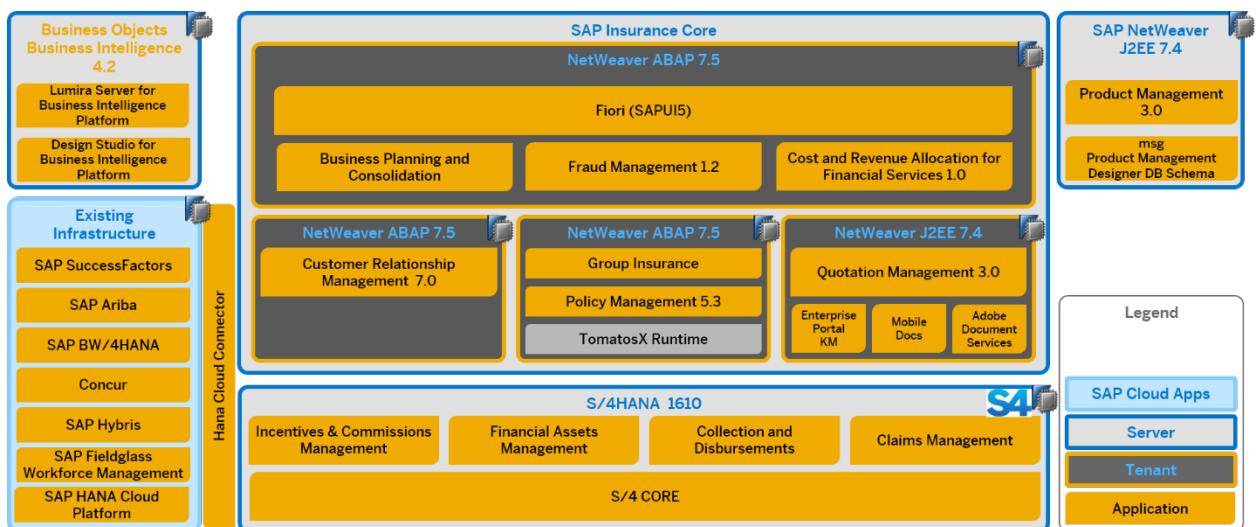 Business Objects
Business Intelligence
4.2
Lumira Server for
Business Intelligence
Platform
Design Studio for
Business Intelligence
Platform
Existing
Infrastructure
SAP SuccessFactors
SAP Ariba
SAP BW/4HANA
Concur
SAP Hybris
SAP Fieldglass
Workforce Management
SAP HANA Cloud
Platform
Hana Cloud Connector
SAP Insurance Core
NetWeaver ABAP 7.5
Fiori (SAPUI5)
Business Planning and
Consolidation
Fraud Management 1.2
Cost and Revenue Allocation for
Financial Services 1.0
NetWeaver ABAP 7.5
Customer Relationship
Management 7.0
NetWeaver ABAP 7.5
Group Insurance
Policy Management 5.3
TomatosX Runtime
NetWeaver J2EE 7.4
Quotation Management 3.0
Enterprise
Portal
KM
Mobile
Docs
Adobe
Document
Services
S/4HANA 1610
S4
Incentives & Commissions
Management
Financial Assets
Management
Collection and
Disbursements
Claims Management
S/4 CORE
SAP NetWeaver
J2EE 7.4
Product Management
3.0
msg
Product Management
Designer DB Schema
Legend
SAP Cloud Apps
Server
Tenant
Application